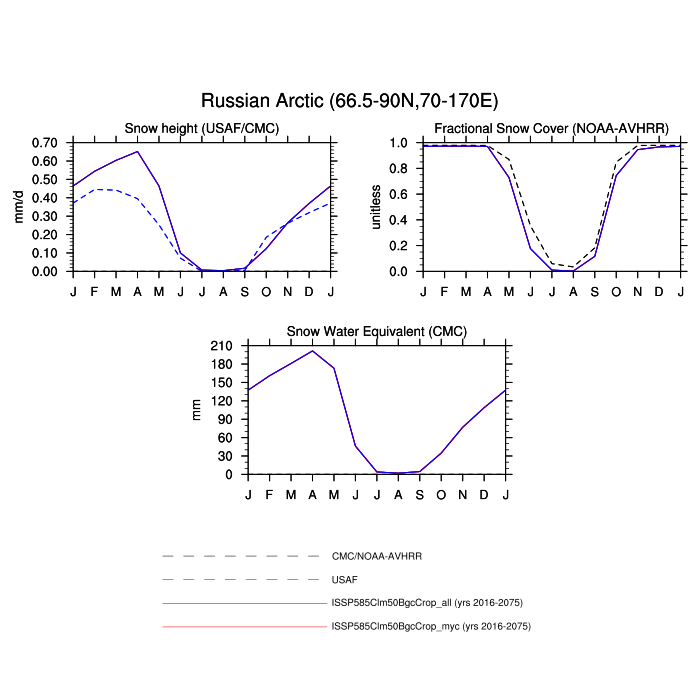 Russian Arctic (66.5-90N,70-170E)
Snow height (USAF/CMC)
0.70
0.60
0.50
0.40
0.30
0.20
0.10
0.00
mm/d
J F M A M J J A S O N D J
Fractional Snow Cover (NOAA-AVHRR)
1.0
0.8
0.6
0.4
0.2
0.0
unitless
J F M A M J J A S O N D J
Snow Water Equivalent (CMC)
210
180
150
120
90
60
30
0
mm
J F M A M J J A S O N D J
CMC/NOAA-AVHRR
USAF
ISSP585Clm50BgcCrop_all (yrs 2016-2075)
ISSP585Clm50BgcCrop_myc (yrs 2016-2075)